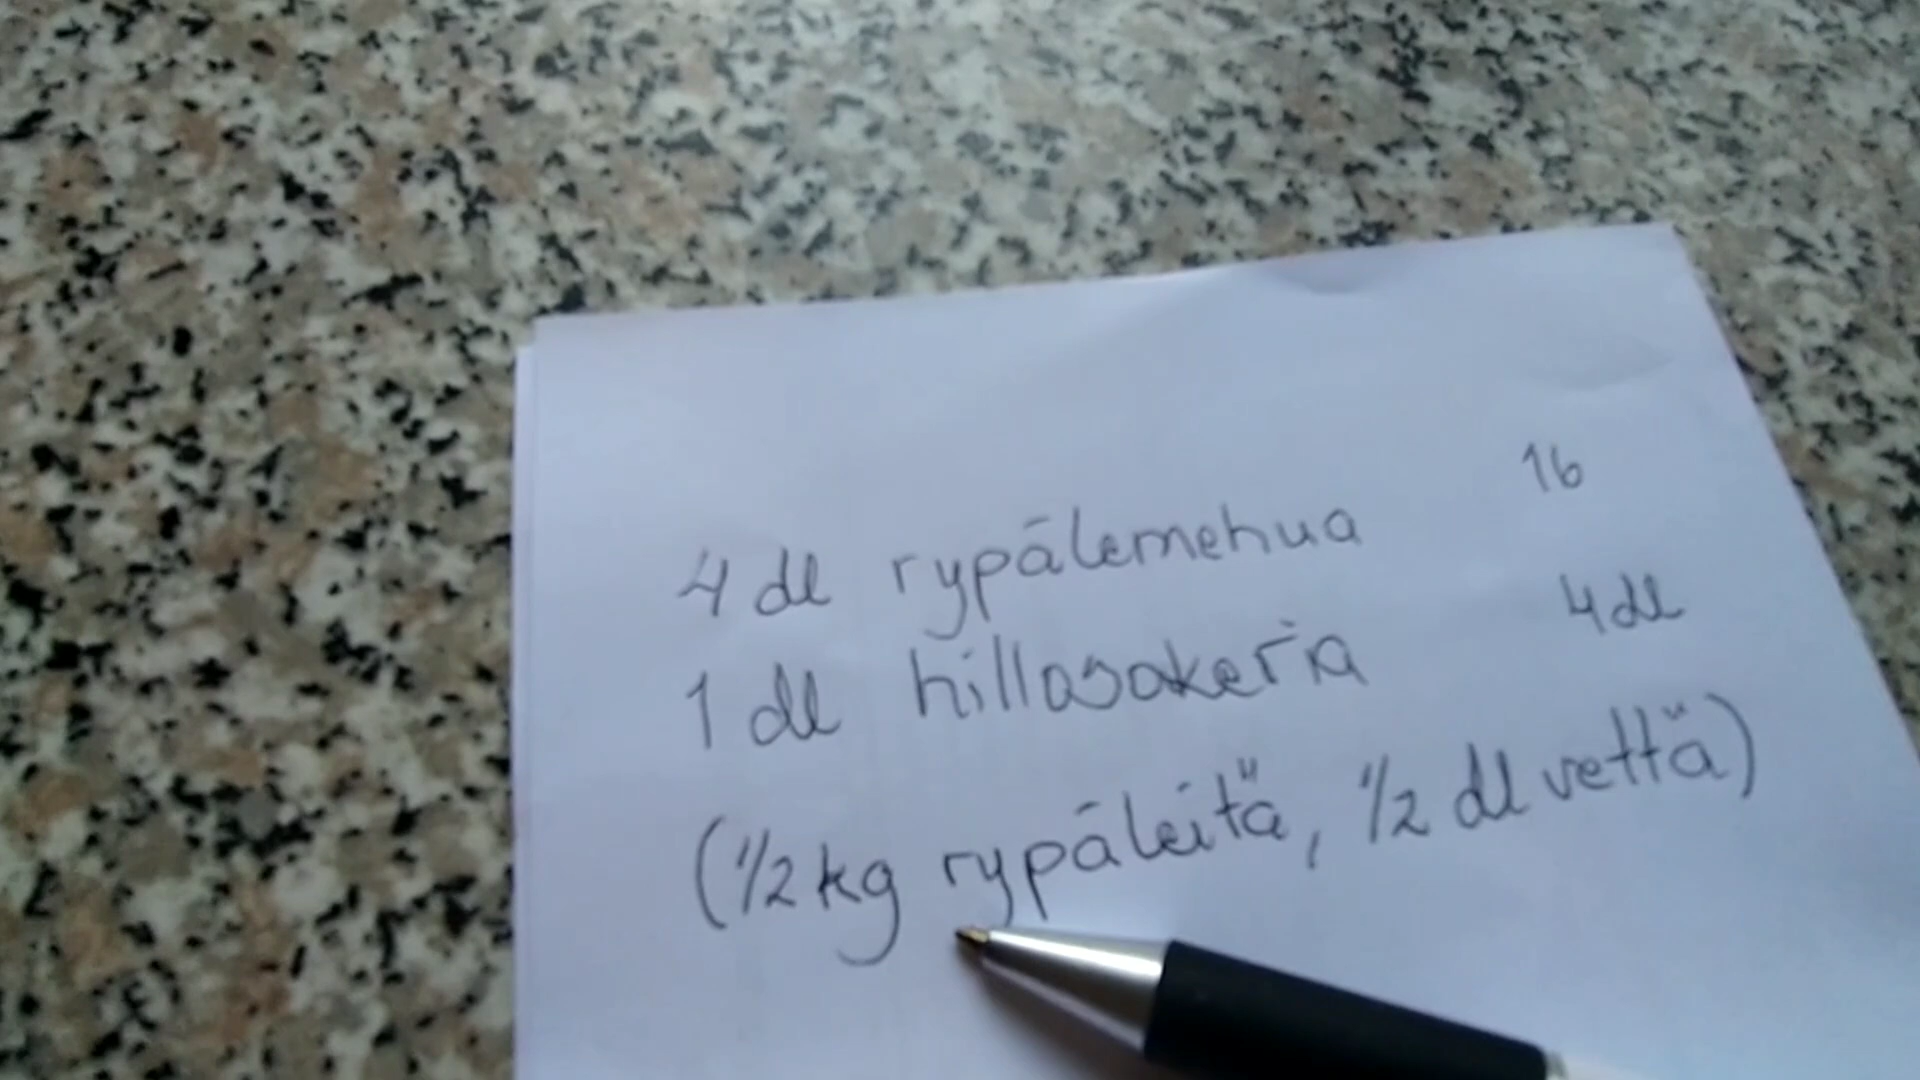 4 dl rypälemehua 16
1 dl hillosokeria 4 dl
(1/2 kg rypäleitä, 1/2 dl vettä)